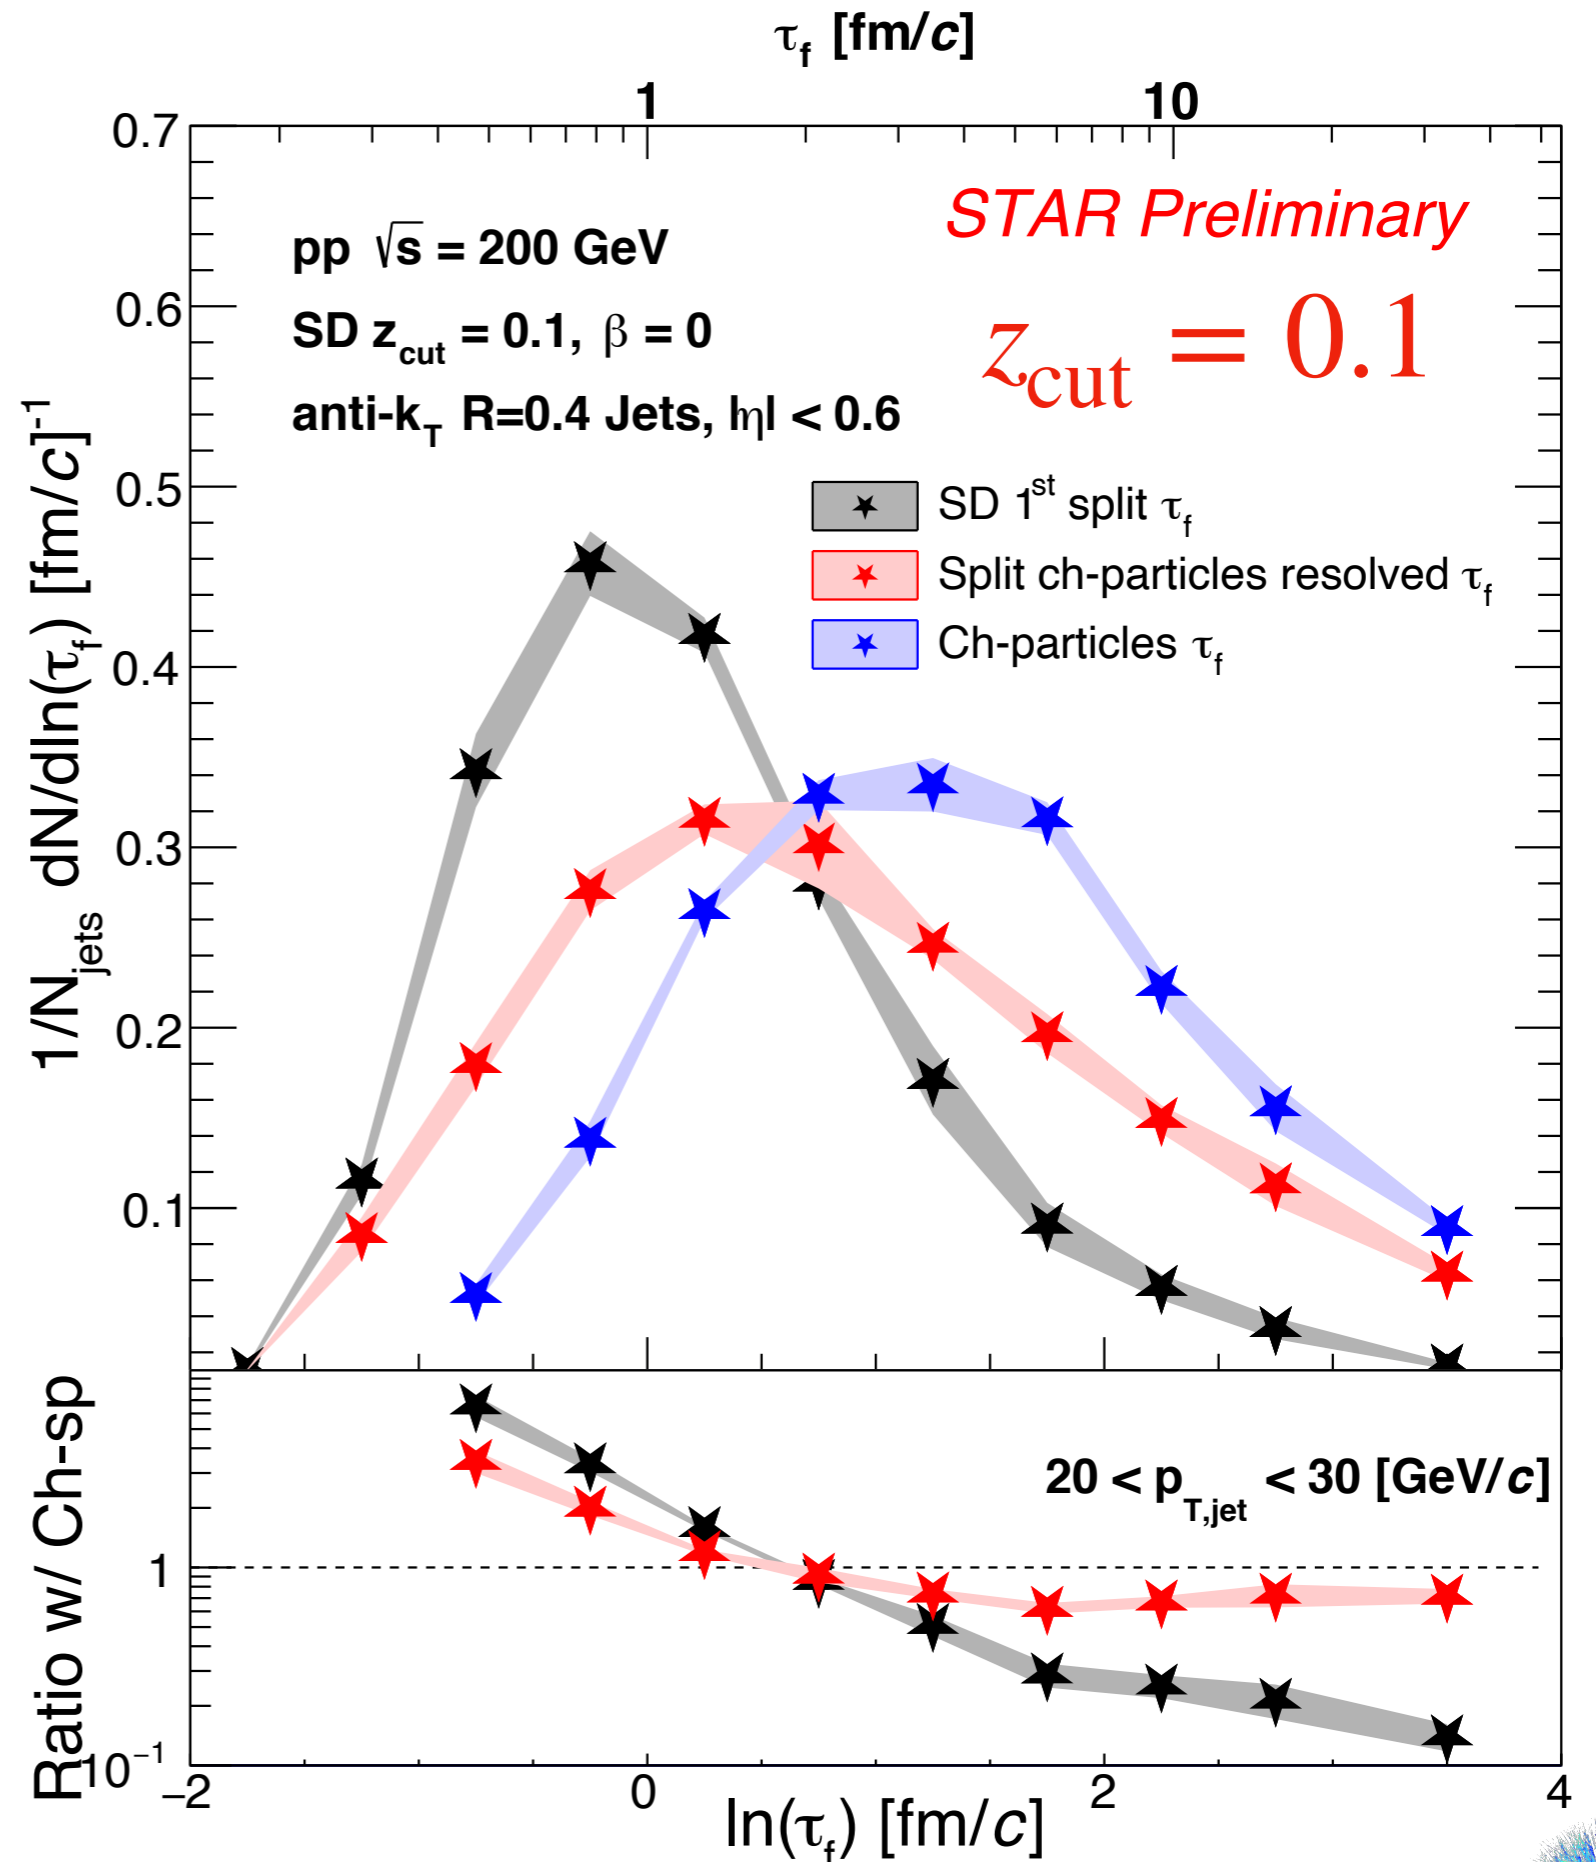 τf [fm/c]
1 10
0.7
0.6
0.5
0.4
0.3
0.2
0.1
1/Njets dN/dln(τf) [fm/c]-1
pp √s = 200 GeV
SD zcut = 0.1, β = 0
anti-kT R=0.4 Jets, |η| < 0.6
STAR Preliminary
zcut = 0.1
SD 1st split τf
Split ch-particles resolved τf
Ch-particles τf
Ratio w/ Ch-sp
20 < pT,jet < 30 [GeV/c]
1
10−1
−2 0 2 4
ln(τf) [fm/c]